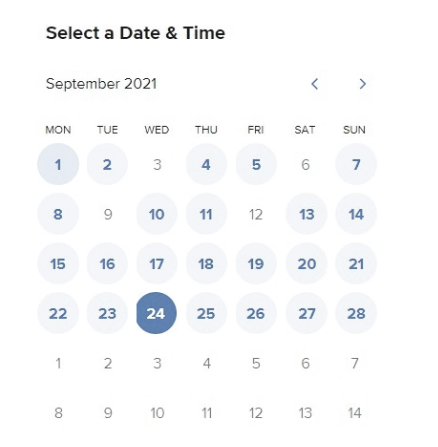 Select a Date & Time
September 2021
MON TUE WED THU FRI SAT SUN
1 2 3 4 5 6 7
8 9 10 11 12 13 14
15 16 17 18 19 20 21
22 23 24 25 26 27 28
1 2 3 4 5 6 7
8 9 10 11 12 13 14